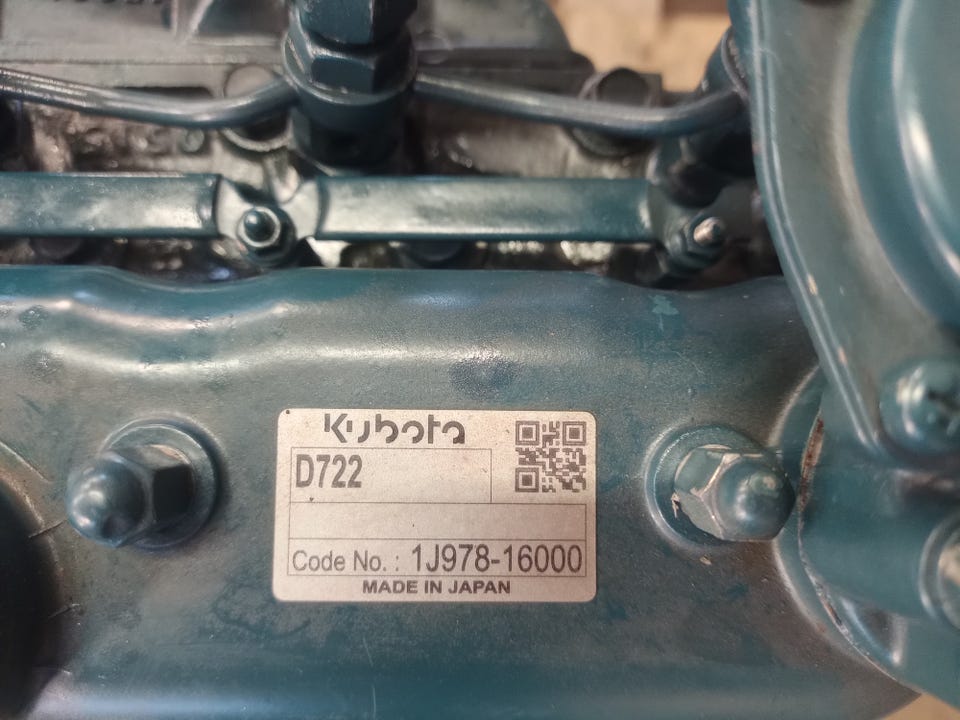 Kubota
D722
Code No. : 1J978-16000
MADE IN JAPAN